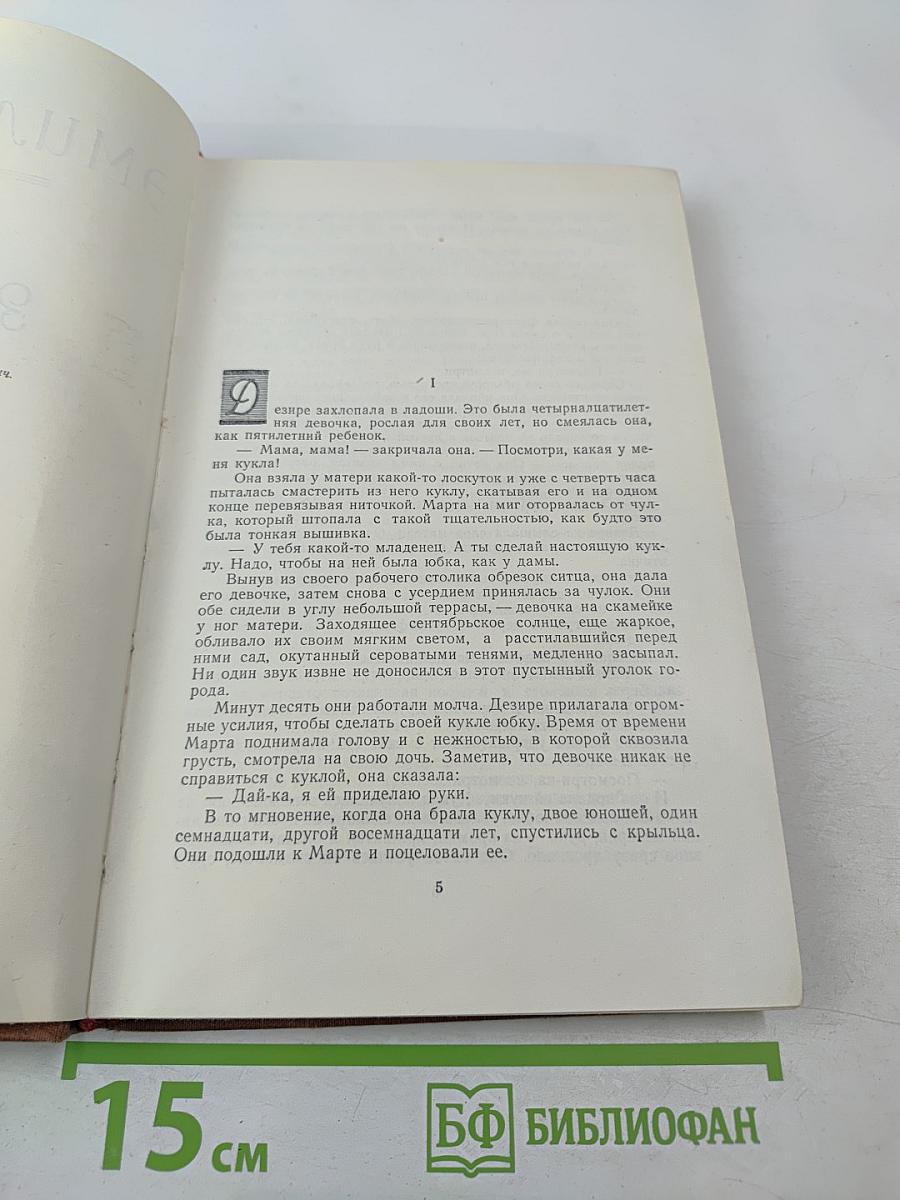 ич.
I
Дезире захлопала в ладоши. Это была четырнадцатилет-
няя девочка, рослая для своих лет, но смеялась она,
как пятилетний ребенок.
— Мама, мама! — закричала она. — Посмотри, какая у ме-
ня кукла!
Она взяла у матери какой-то лоскуток и уже с четверть часа
пыталась смастерить из него куклу, скатывая его и на одном
конце перевязывая ниточкой. Марта на миг оторвалась от чул-
ка, который штопала с такой тщательностью, как будто это
была тонкая вышивка.
— У тебя какой-то младенец. А ты сделай настоящую кук-
лу. Надо, чтобы на ней была юбка, как у дамы.
Вынув из своего рабочего столика обрезок ситца, она дала
его девочке, затем снова с усердием принялась за чулок. Они
обе сидели в углу небольшой террасы, — девочка на скамейке
у ног матери. Заходящее сентябрьское солнце, еще жаркое,
обливало их своим мягким светом, а расстилавшийся перед
ними сад, окутанный сероватыми тенями, медленно засыпал.
Ни один звук извне не доносился в этот пустынный уголок го-
рода.
Минут десять они работали молча. Дезире прилагала огром-
ные усилия, чтобы сделать своей кукле юбку. Время от времени
Марта поднимала голову и с нежностью, в которой сквозила
грусть, смотрела на свою дочь. Заметив, что девочке никак не
справиться с куклой, она сказала:
— Дай-ка, я ей приделаю руки.
В то мгновение, когда она брала куклу, двое юношей, один
семнадцати, другой восемнадцати лет, спустились с крыльца.
Они подошли к Марте и поцеловали ее.
5
15 см
БФ БИБЛИОФАН